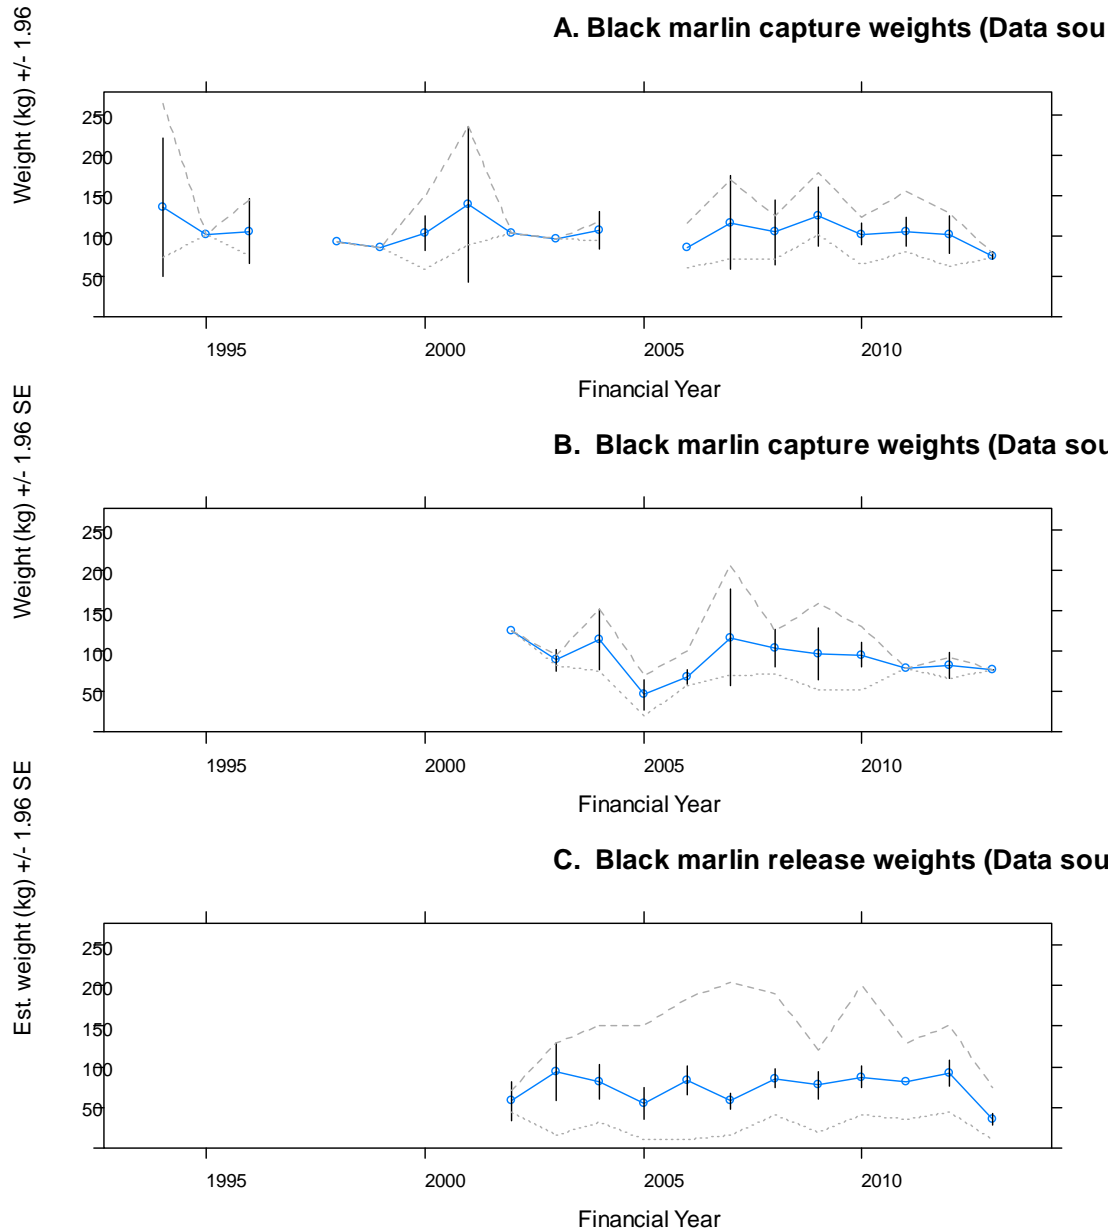 A. Black marlin capture weights (Data sou
Weight (kg) +/- 1.96
250
200
150
100
50
1995 2000 2005 2010
Financial Year
B. Black marlin capture weights (Data sou
Weight (kg) +/- 1.96 SE
250
200
150
100
50
1995 2000 2005 2010
Financial Year
C. Black marlin release weights (Data sou
Est. weight (kg) +/- 1.96 SE
250
200
150
100
50
1995 2000 2005 2010
Financial Year